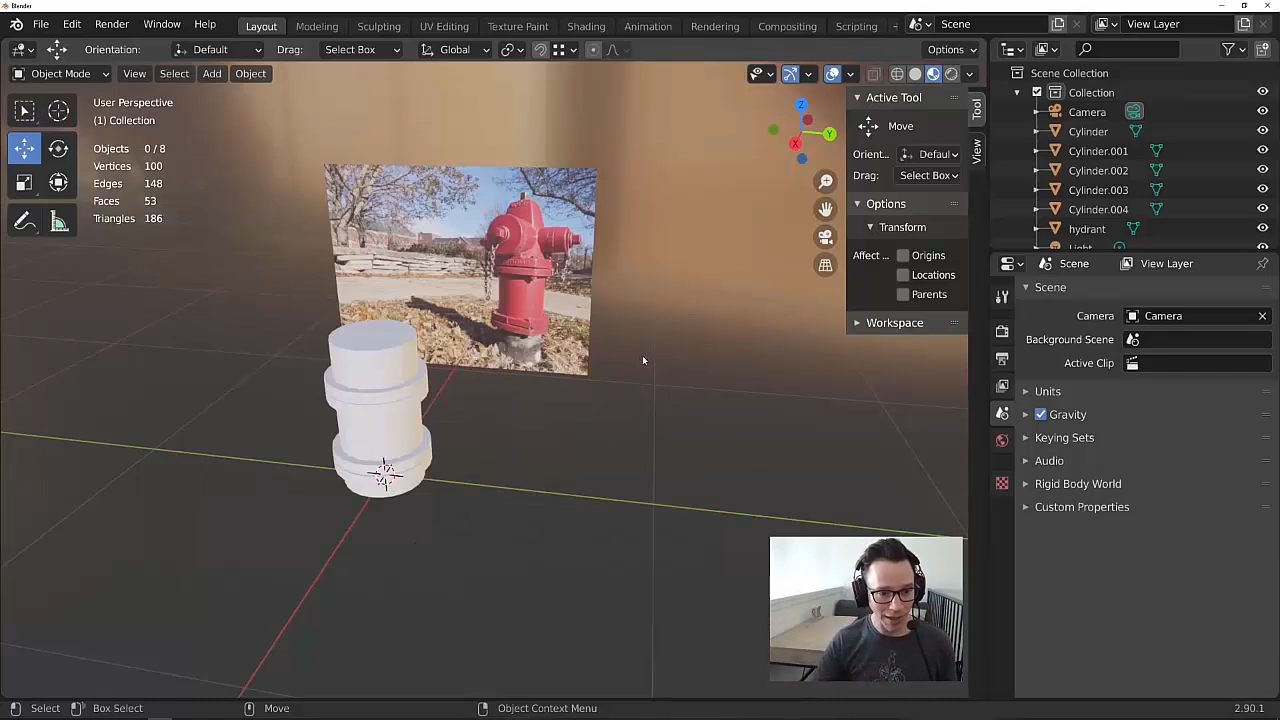 Blender
File Edit Render Window Help Layout Modeling Sculpting UV Editing Texture Paint Shading Animation Rendering Compositing Scripting Scene View Layer
Orientation: Default Drag: Select Box Global Options
Object Mode View Select Add Object
User Perspective
(1) Collection
Objects 0 / 8
Vertices 100
Edges 148
Faces 53
Triangles 186
Z
Y
X
Active Tool
Move
Orient... Defaul
Drag: Select Box
Options
Transform
Affect ... Origins
Locations
Parents
Workspace
Tool
View
Scene Collection
Collection
Camera
Cylinder
Cylinder.001
Cylinder.002
Cylinder.003
Cylinder.004
hydrant
Light
Scene View Layer
Scene
Camera Camera
Background Scene
Active Clip
Units
Gravity
Keying Sets
Audio
Rigid Body World
Custom Properties
Select Box Select Move Object Context Menu 2.90.1